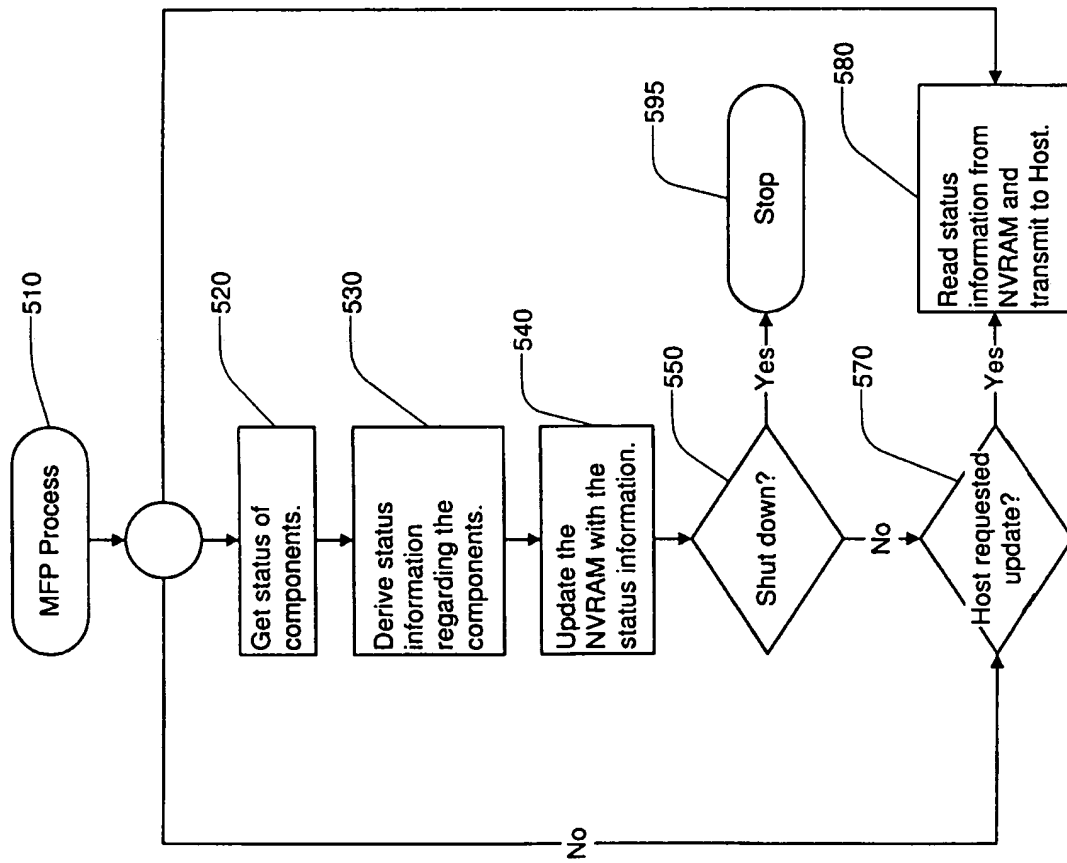 MFP Process
510
Get status of
components.
520
Derive status
information
regarding the
components.
530
Update the
NVRAM with the
status information.
540
Shut down?
550
Yes
Stop
595
No
Host requested
update?
570
Yes
Read status
information from
NVRAM and
transmit to Host.
580
No